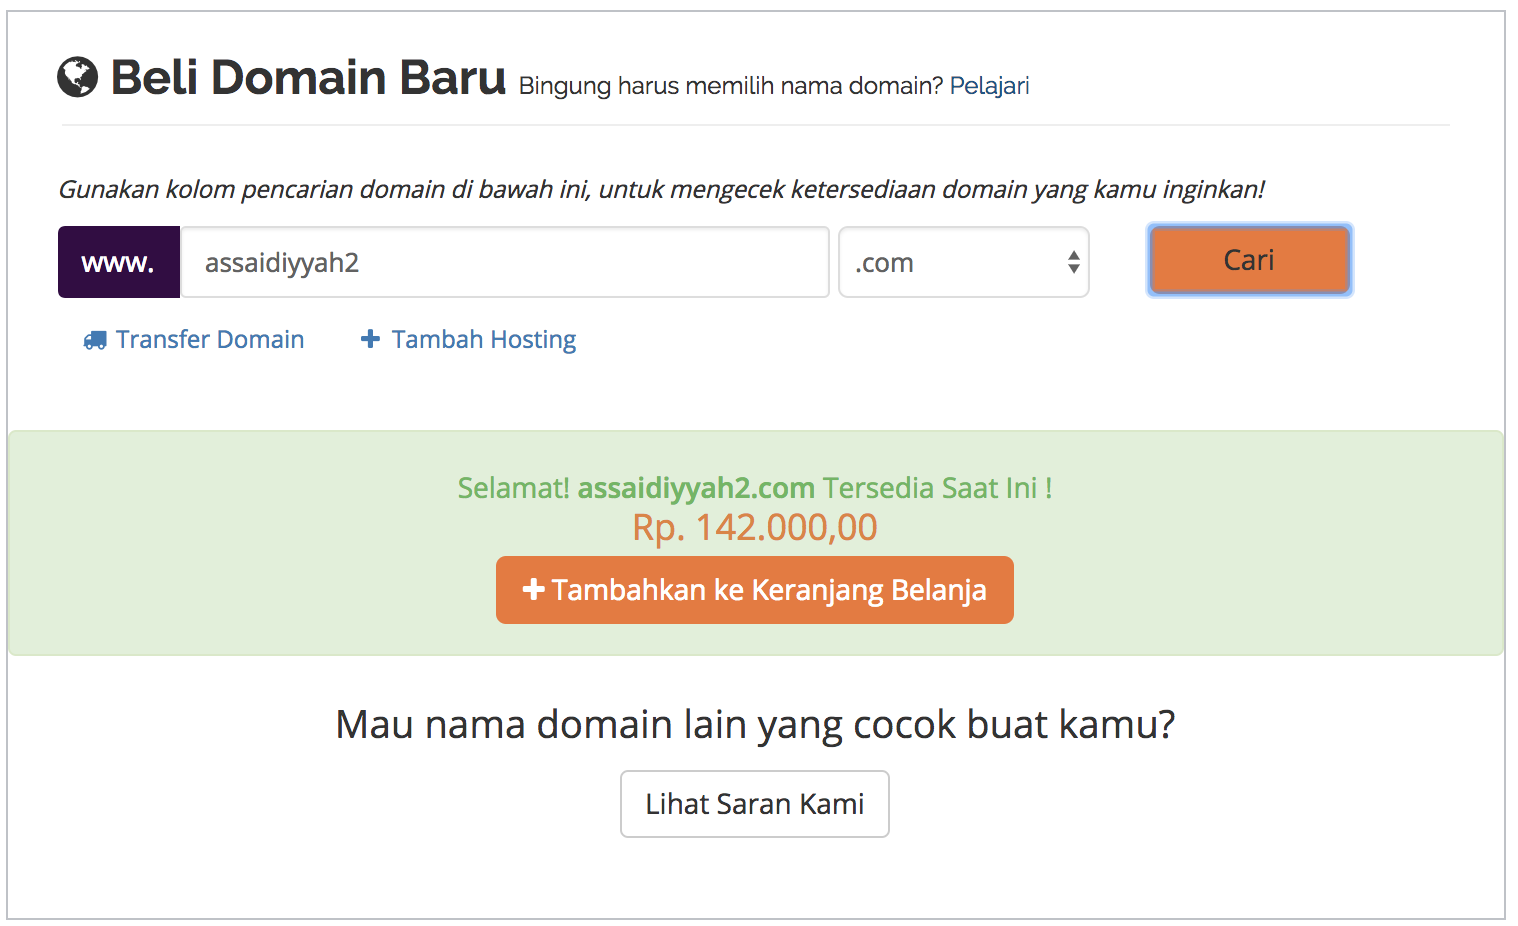 Beli Domain Baru Bingung harus memilih nama domain? Pelajari
Gunakan kolom pencarian domain di bawah ini, untuk mengecek ketersediaan domain yang kamu inginkan!
www. assaidiyyah2 .com Cari
Transfer Domain + Tambah Hosting
Selamat! assaidiyyah2.com Tersedia Saat Ini !
Rp. 142.000,00
+ Tambahkan ke Keranjang Belanja
Mau nama domain lain yang cocok buat kamu?
Lihat Saran Kami